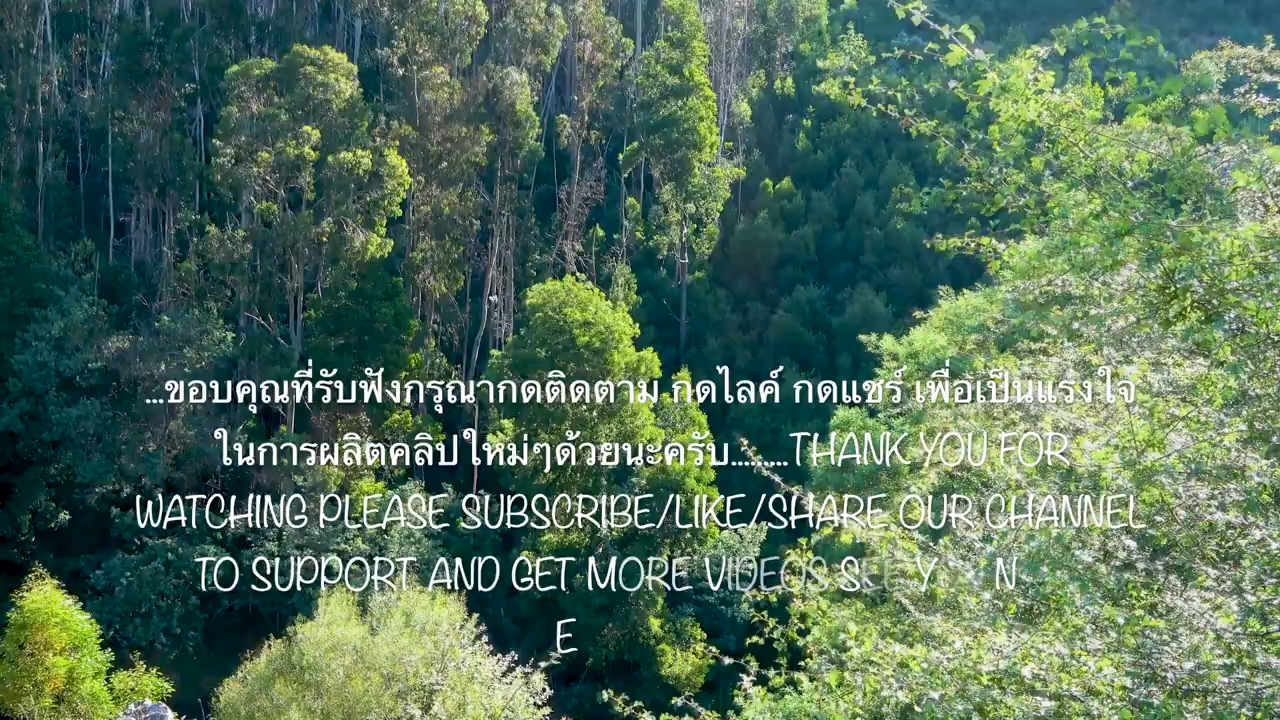 ...ขอบคุณที่รับฟังกรุณากดติดตาม กดไลค์ กดแชร์ เพื่อเป็นแรงใจ
ในการผลิตคลิปใหม่ๆด้วยนะครับ.........THANK YOU FOR
WATCHING PLEASE SUBSCRIBE/LIKE/SHARE OUR CHANNEL
TO SUPPORT AND GET MORE VIDEOS SEE Y N
E